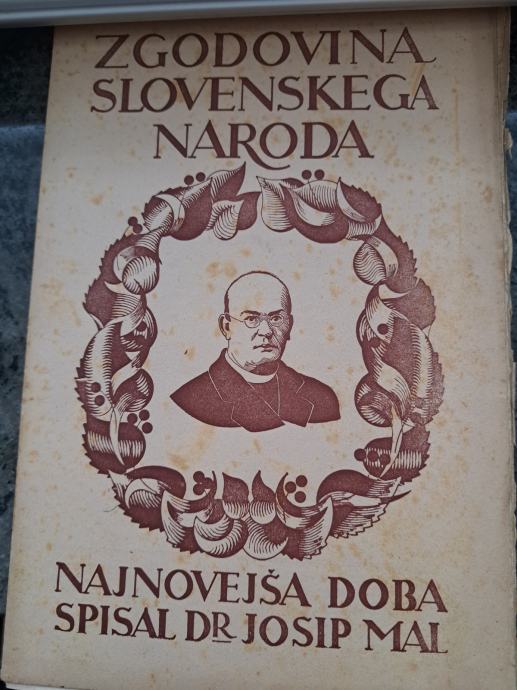 ZGODOVINA
SLOVENSKEGA
NARODA
NAJNOVEJŠA DOBA
SPISAL DR JOSIP MAL